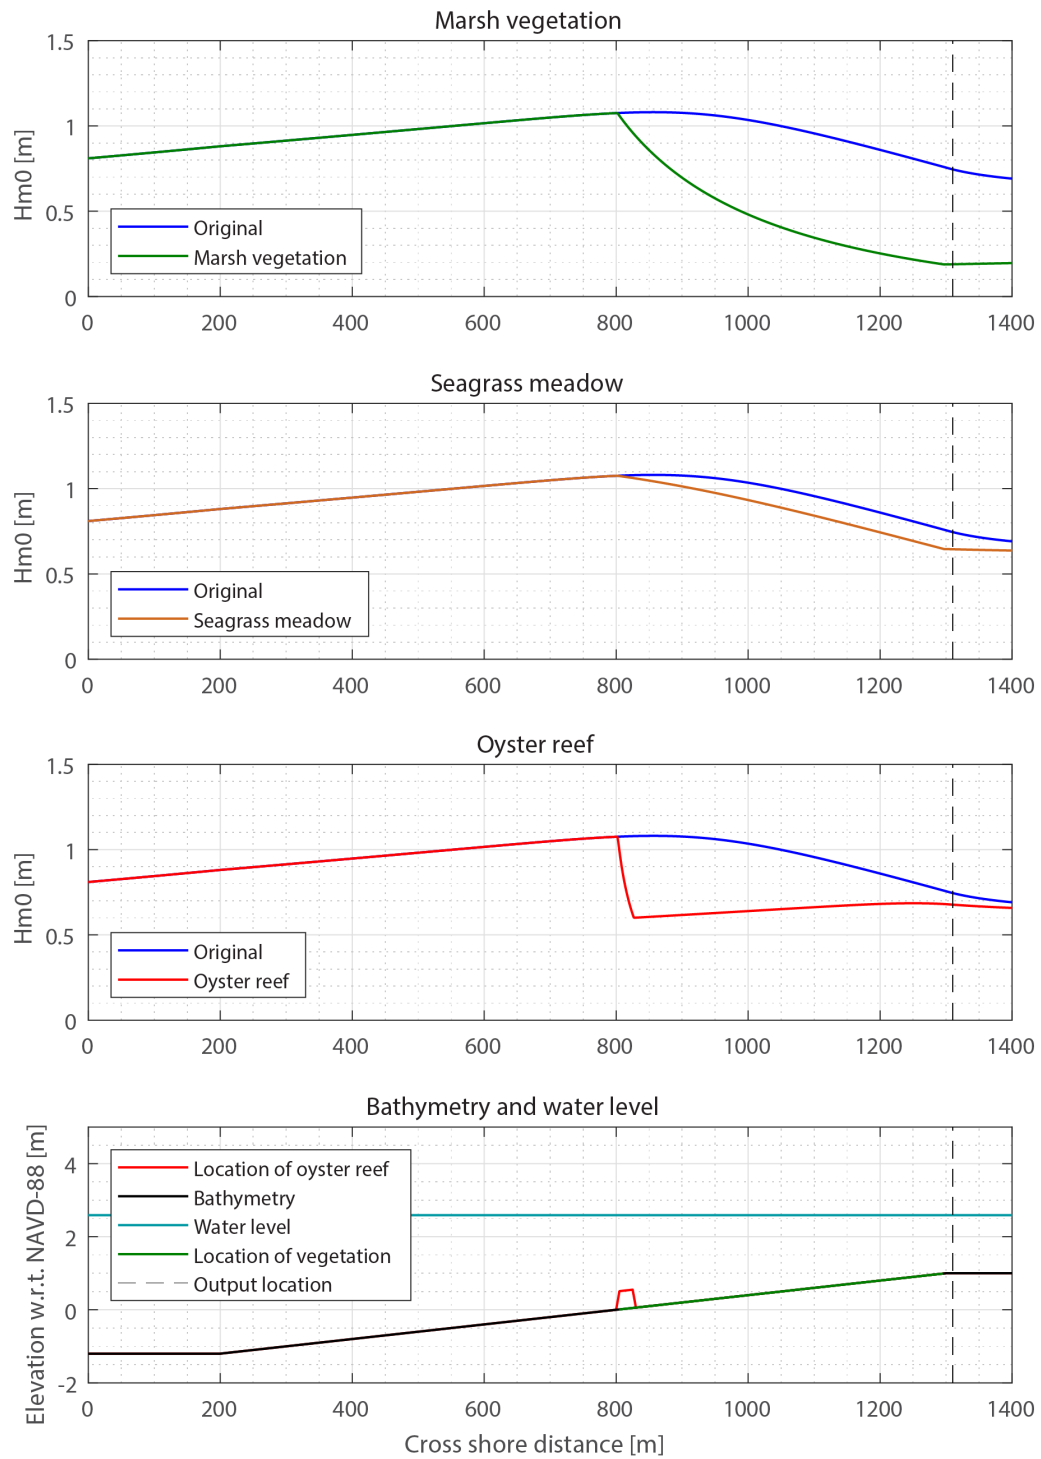 Marsh vegetation
1.5
1
0.5
0
Hm0 [m]
Original
Marsh vegetation
0 200 400 600 800 1000 1200 1400
Seagrass meadow
1.5
1
0.5
0
Hm0 [m]
Original
Seagrass meadow
0 200 400 600 800 1000 1200 1400
Oyster reef
1.5
1
0.5
0
Hm0 [m]
Original
Oyster reef
0 200 400 600 800 1000 1200 1400
Bathymetry and water level
4
2
0
-2
Elevation w.r.t. NAVD-88 [m]
Location of oyster reef
Bathymetry
Water level
Location of vegetation
Output location
0 200 400 600 800 1000 1200 1400
Cross shore distance [m]